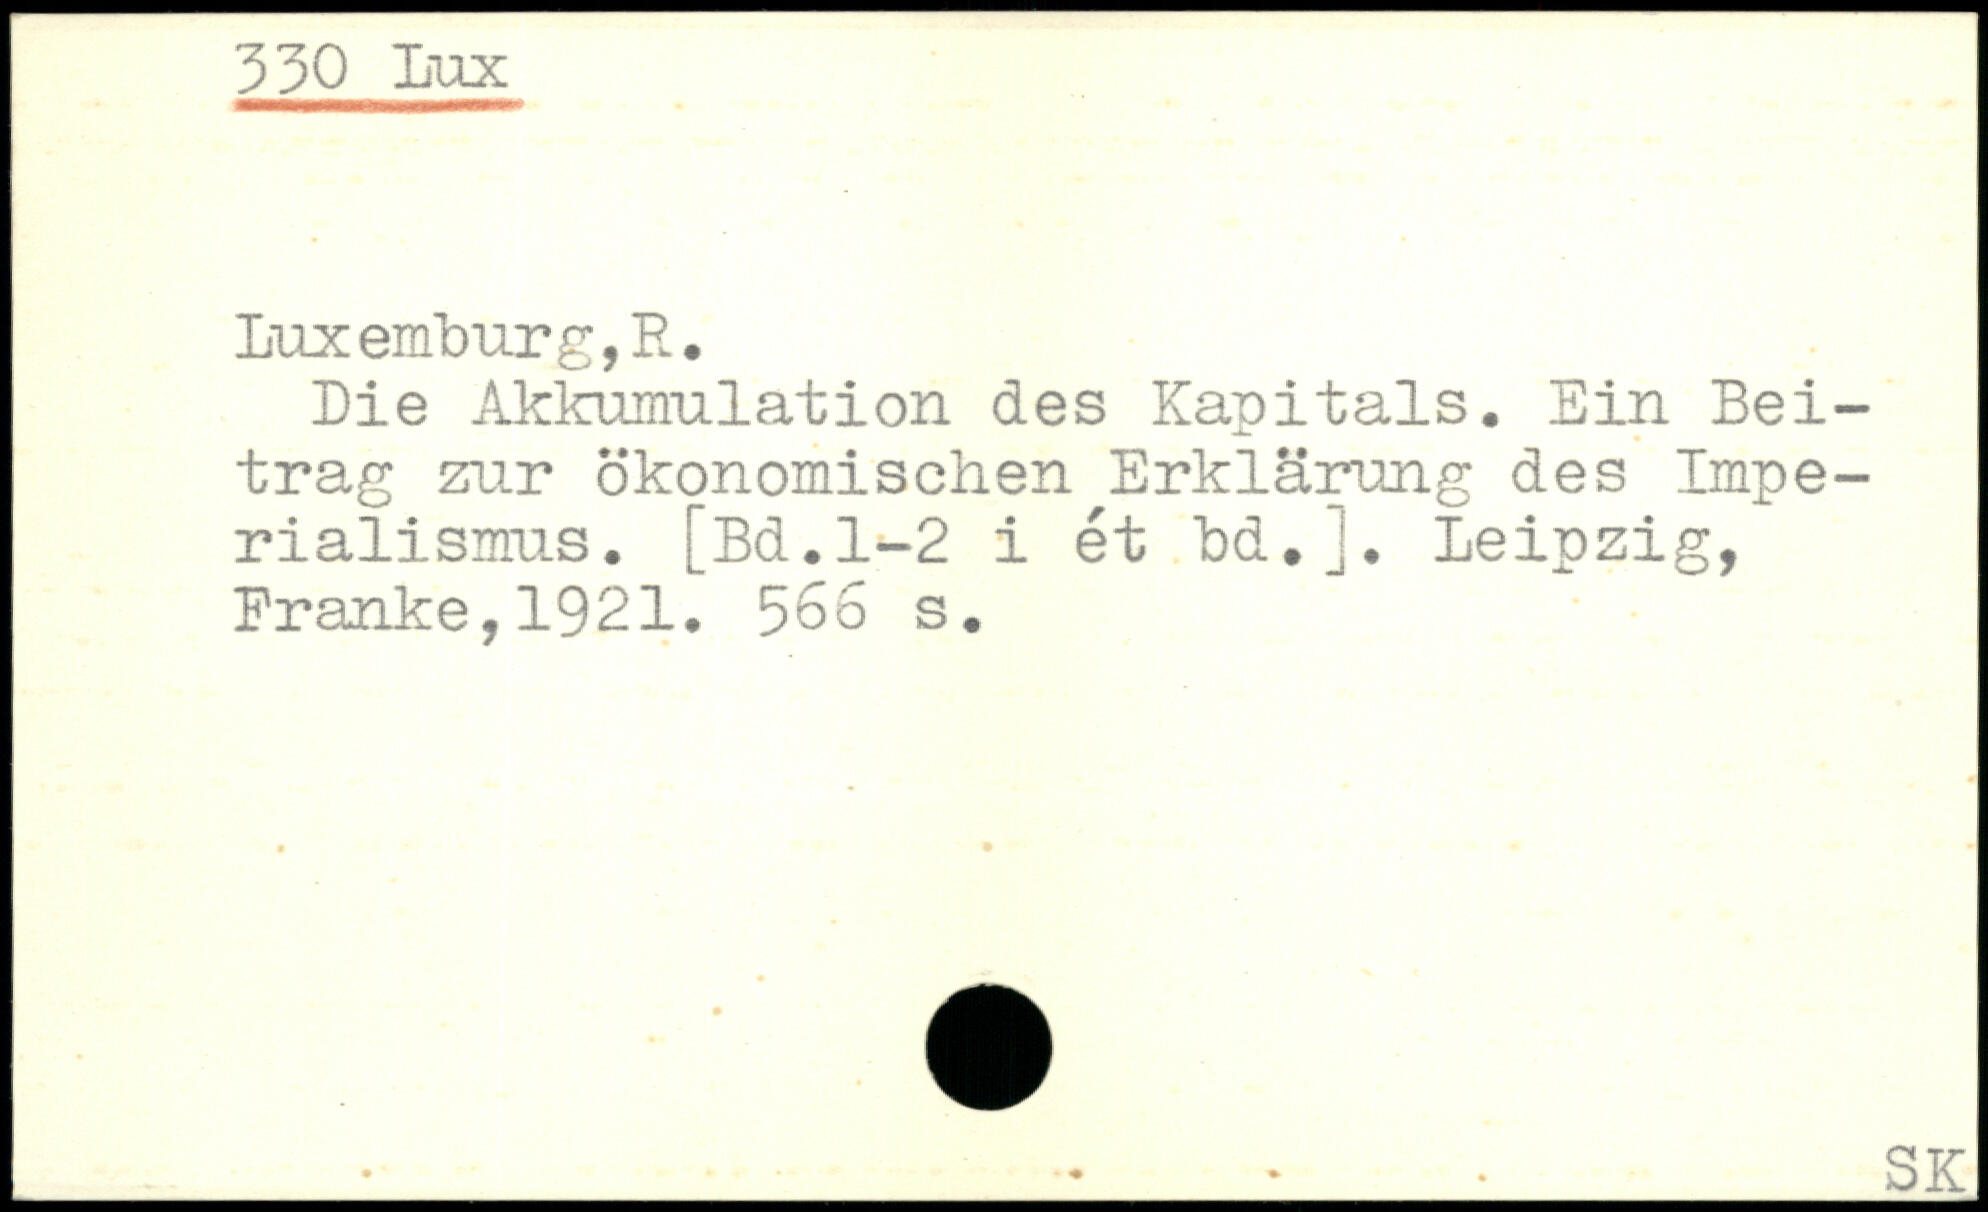 330 Lux
Luxemburg,R.
Die Akkumulation des Kapitals. Ein Bei-
trag zur ökonomischen Erklärung des Impe-
rialismus. [Bd.1-2 i ét bd.]. Leipzig,
Franke,1921. 566 s.
SK